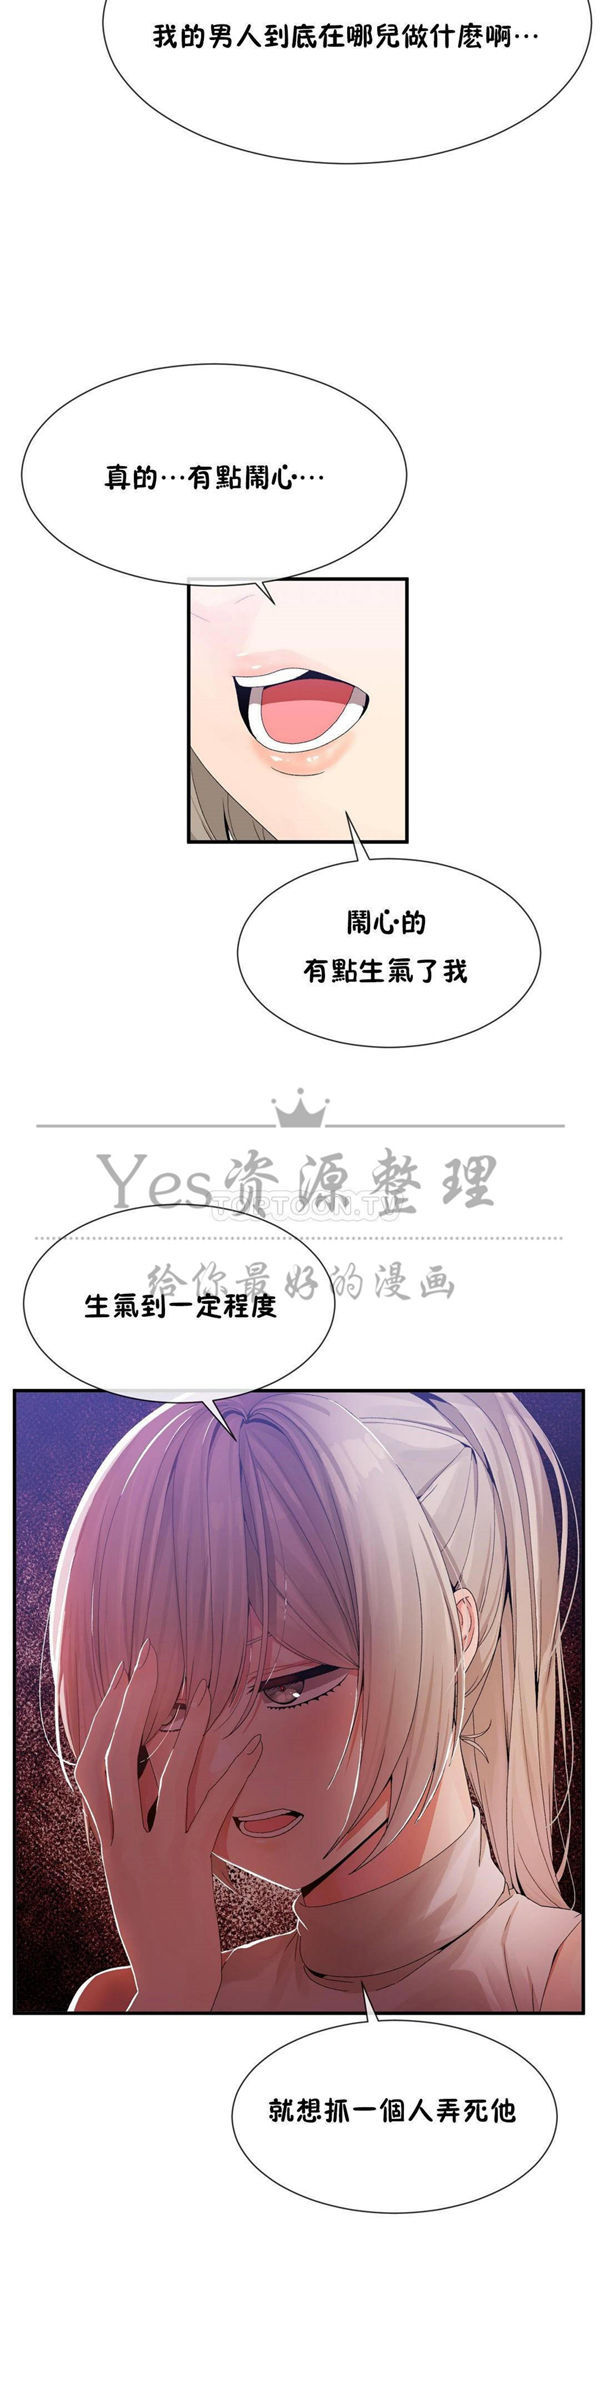 我的男人到底在哪兒做什麽啊…
真的…有點鬧心…
鬧心的
有點生氣了我
Yes资源整理
TOPTOON.TV
给你最好的漫画
生氣到一定程度
就想抓一個人弄死他